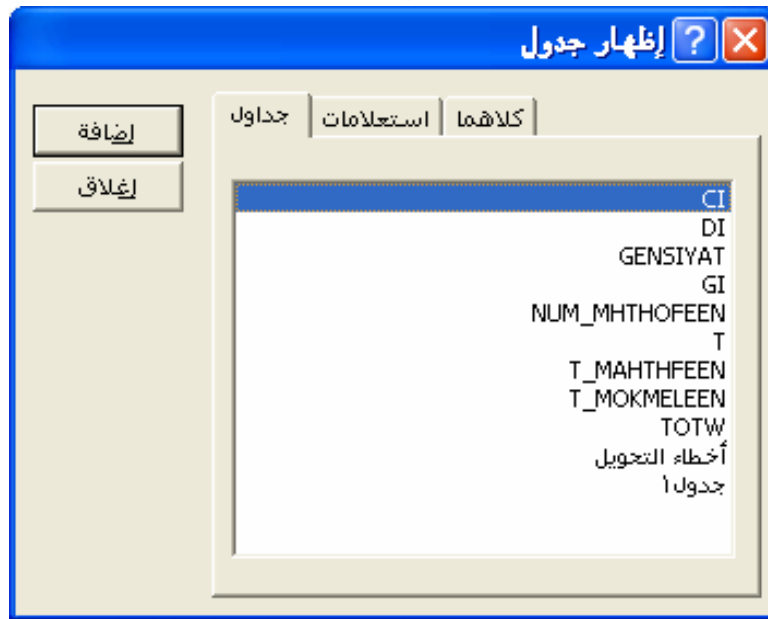 إظهار جدول
جداول
استعلامات
كلاهما
إضافة
إغلاق
CI
DI
GENSIYAT
GI
NUM_MHTHOFEEN
T
T_MAHTHFEEN
T_MOKMELEEN
TOTW
أخطاء التحويل
جدول١